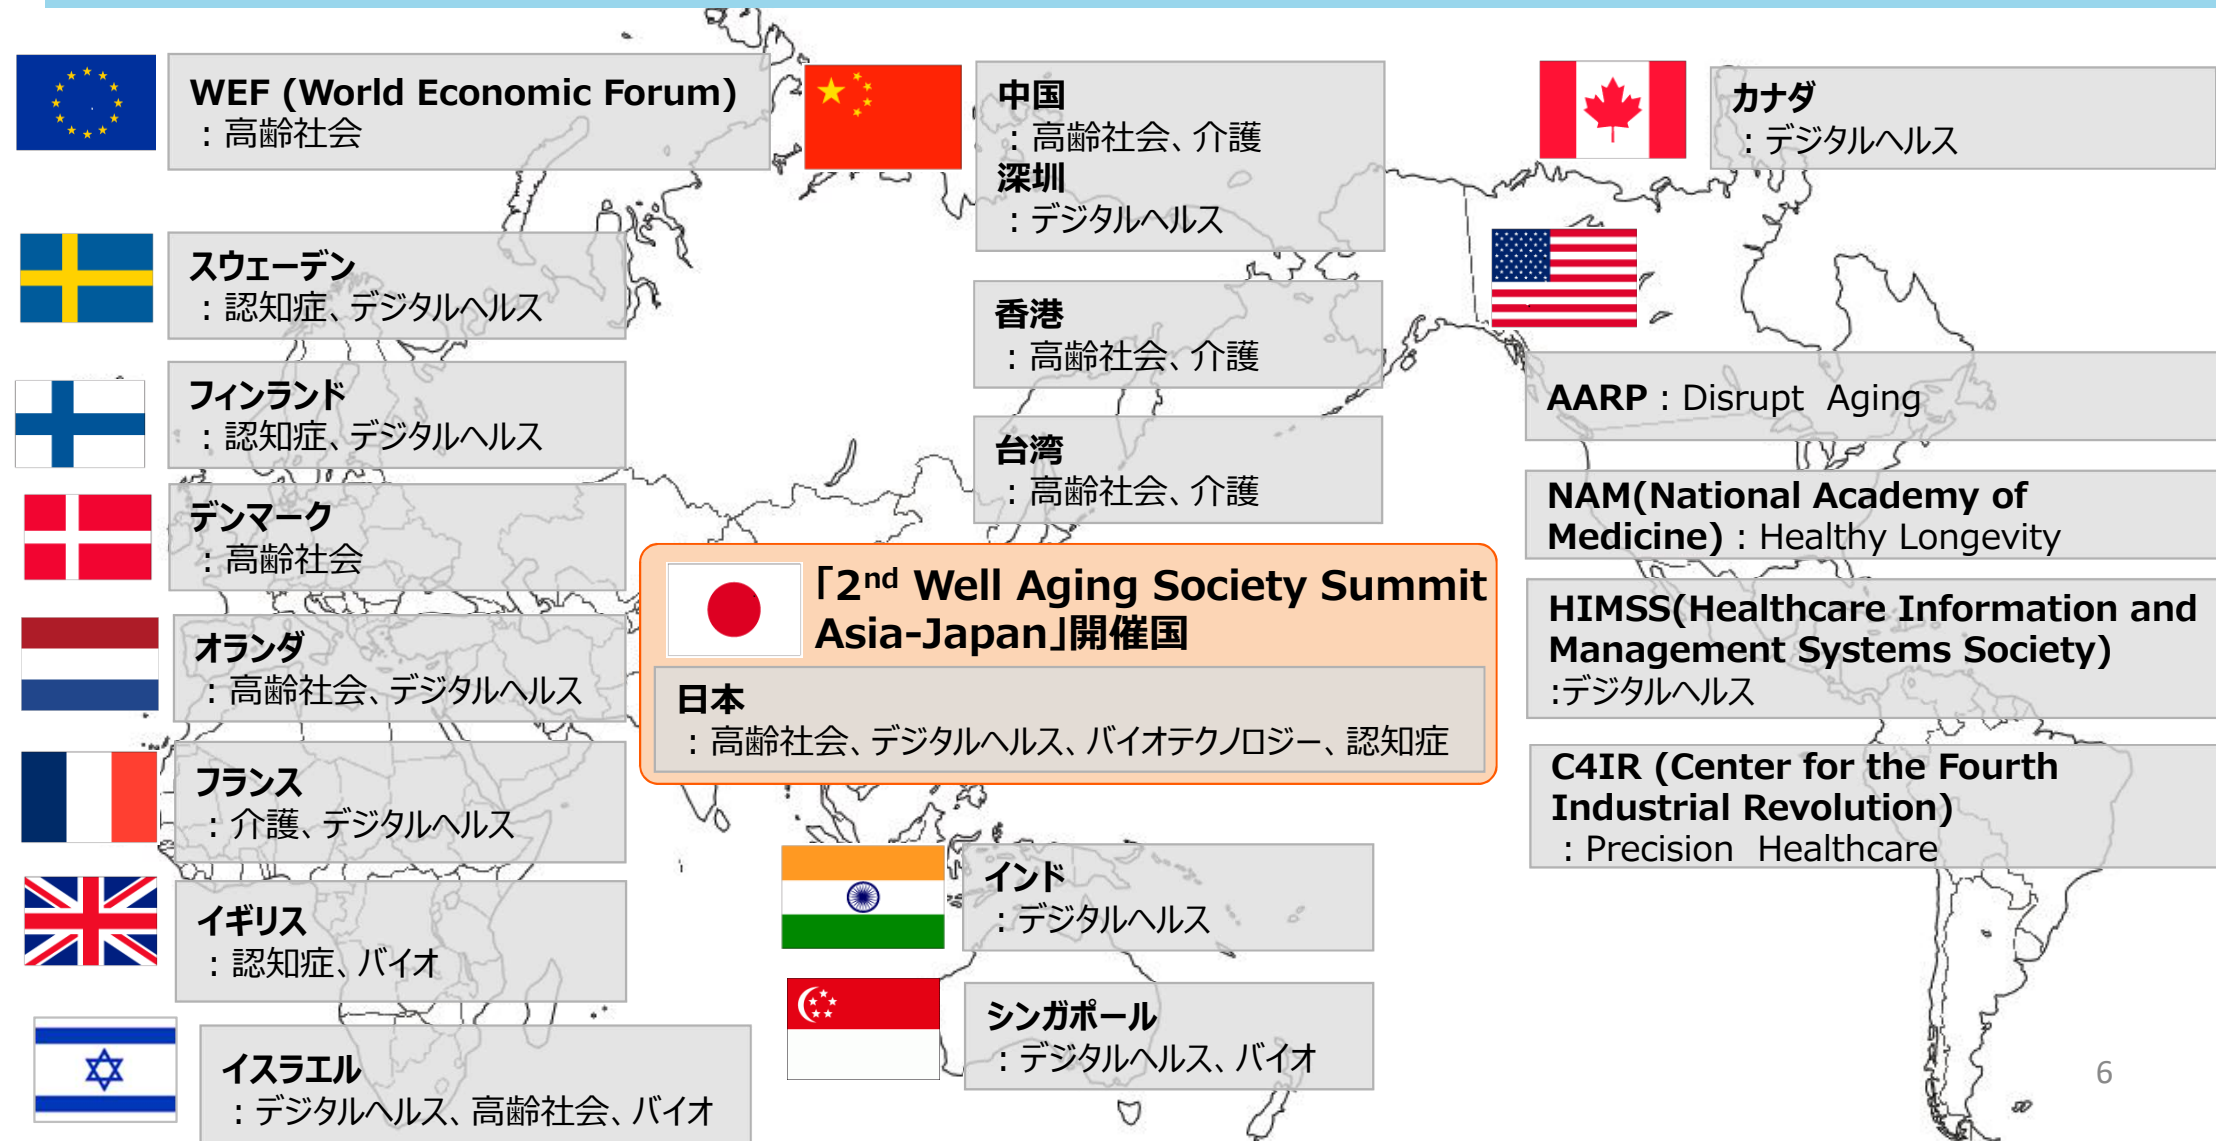 WEF (World Economic Forum)
：高齢社会
スウェーデン
：認知症、デジタルヘルス
フィンランド
：認知症、デジタルヘルス
デンマーク
：高齢社会
オランダ
：高齢社会、デジタルヘルス
フランス
：介護、デジタルヘルス
イギリス
：認知症、バイオ
イスラエル
：デジタルヘルス、高齢社会、バイオ
中国
：高齢社会、介護
深圳
：デジタルヘルス
香港
：高齢社会、介護
台湾
：高齢社会、介護
「2nd Well Aging Society Summit
Asia-Japan」開催国
日本
：高齢社会、デジタルヘルス、バイオテクノロジー、認知症
インド
：デジタルヘルス
シンガポール
：デジタルヘルス、バイオ
カナダ
：デジタルヘルス
AARP：Disrupt Aging
NAM(National Academy of
Medicine)：Healthy Longevity
HIMSS(Healthcare Information and
Management Systems Society)
:デジタルヘルス
C4IR (Center for the Fourth
Industrial Revolution)
：Precision Healthcare
6